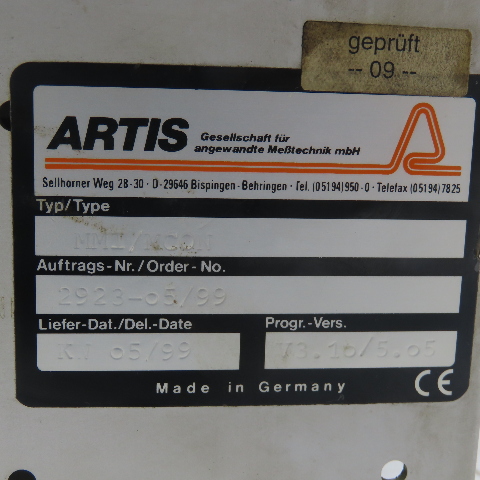 geprüft
-- 09 --
ARTIS Gesellschaft für
angewandte Meßtechnik mbH
Sellhorner Weg 28-30 · D-29646 Bispingen-Behringen · Tel. (05194)950-0 · Telefax (05194)7825
Typ/Type
Auftrags-Nr./Order-No.
2923-05/99
Liefer-Dat./Del.-Date Progr.-Vers.
KW 05/99 V3.10/5.05
Made in Germany CE